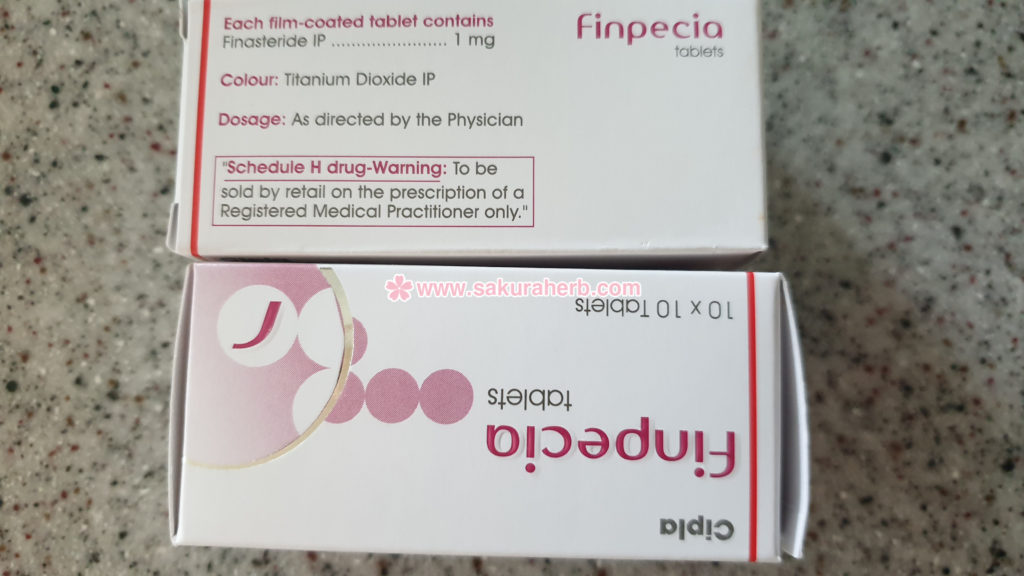 Each film-coated tablet contains
Finasteride IP ....................... 1 mg
Colour: Titanium Dioxide IP
Dosage: As directed by the Physician
"Schedule H drug-Warning: To be
sold by retail on the prescription of a
Registered Medical Practitioner only."
Finpecia
tablets
www.sakuraherb.com
Cipla
Finpecia
tablets
10 x 10 Tablets